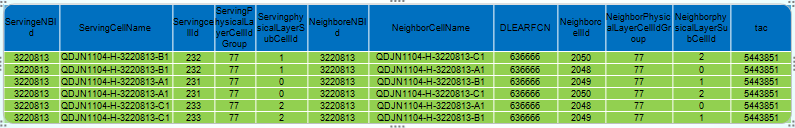 ServingeNBId ServingCellName ServingcellId ServingPhysicalLayerCellIdGroup ServingphysicalLayerSubCellId NeighboreNBId NeighborCellName DLEARFCN NeighborcellId NeighborPhysicalLayerCellIdGroup NeighborphysicalLayerSubCellId tac
3220813 QDJN1104-H-3220813-B1 232 77 1 3220813 QDJN1104-H-3220813-C1 636666 2050 77 2 5443851
3220813 QDJN1104-H-3220813-B1 232 77 1 3220813 QDJN1104-H-3220813-A1 636666 2048 77 0 5443851
3220813 QDJN1104-H-3220813-A1 231 77 0 3220813 QDJN1104-H-3220813-B1 636666 2049 77 1 5443851
3220813 QDJN1104-H-3220813-A1 231 77 0 3220813 QDJN1104-H-3220813-C1 636666 2050 77 2 5443851
3220813 QDJN1104-H-3220813-C1 233 77 2 3220813 QDJN1104-H-3220813-A1 636666 2048 77 0 5443851
3220813 QDJN1104-H-3220813-C1 233 77 2 3220813 QDJN1104-H-3220813-B1 636666 2049 77 1 5443851